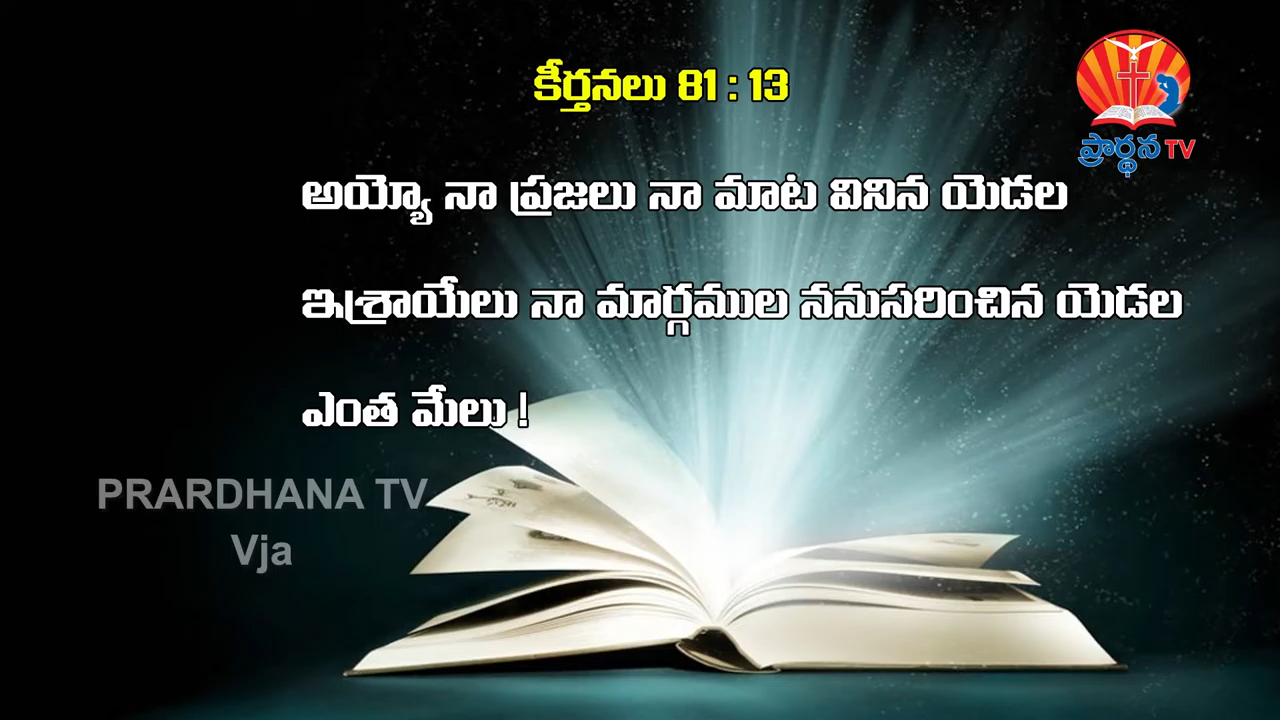 కీర్తనలు 81 : 13
ప్రార్థన TV
అయ్యో నా ప్రజలు నా మాట వినిన యెడల
ఇశ్రాయేలు నా మార్గముల ననుసరించిన యెడల
ఎంత మేలు !
PRARDHANA TV
Vja